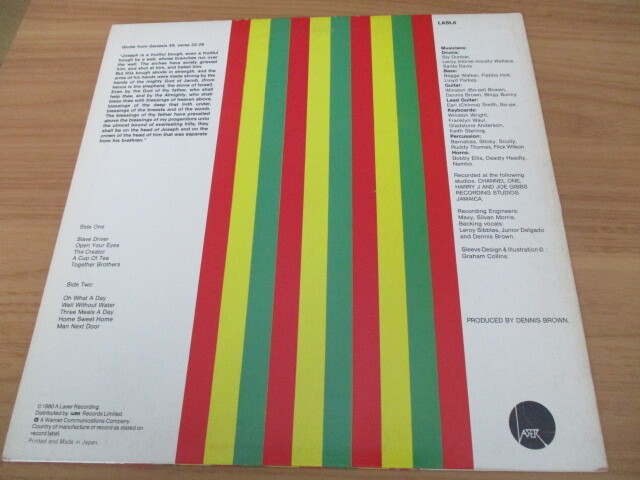 Quote from Genesis 49, verse 22-26
"Joseph is a fruitful bough, even a fruitful
bough by a well, whose branches run over
the wall. The archers have sorely grieved
him, and shot at him, and hated him.
But this bough abode in strength, and the
arms of his hands were made strong by the
hands of the mighty God of Jacob, (from
hence is the shepherd, the stone of Israel).
Even by the God of thy father, who shall
help thee, and by the Almighty, who shall
bless thee with blessings of heaven above,
blessings of the deep that lieth under,
blessings of the breasts and of the womb.
The blessings of thy father have prevailed
above the blessings of my progenitors unto
the utmost bound of everlasting hills, they
shall be on the head of Joseph and on the
crown of the head of him that was separate
from his brethren."
Side One
Slave Driver
Open Your Eyes
The Creator
A Cup Of Tea
Together Brothers
Side Two:
Oh What A Day
Well Without Water
Three Meals A Day
Home Sweet Home
Man Next Door
© 1980 A Laser Recording.
Distributed by wea Records Limited.
A Warner Communications Company.
Country of manufacture of record as stated on
record label.
Printed and Made in Japan.
LASL6
Musicians:
Drums:
Sly Dunbar,
Leroy (Horse-mouth) Wallace,
Santa Davis.
Bass:
Reggie Walker, Flabba Holt,
Lloyd Parkes.
Guitar:
Winston (Bo-pe) Bowen,
Dennis Brown, Bingy Bunny.
Lead Guitar:
Earl (Chinna) Smith, Bo-pe.
Keyboards:
Winston Wright,
Franklyn Waul,
Gladstone Anderson,
Keith Sterling.
Percussion:
Barnabas, Stinky, Scully,
Ruddy Thomas, Flick Wilson
Horns:
Bobby Ellis, Deadly Headly,
Nambo.
Recorded at the following
studios. CHANNEL ONE,
HARRY J AND JOE GIBBS
RECORDING STUDIOS.
JAMAICA.
Recording Engineers:
Maxy, Silvan Morris.
Backing vocals:
Leroy Sibbles, Junior Delgado
and Dennis Brown.
Sleeve Design & Illustration ©
Graham Collins.
PRODUCED BY DENNIS BROWN.
LASER